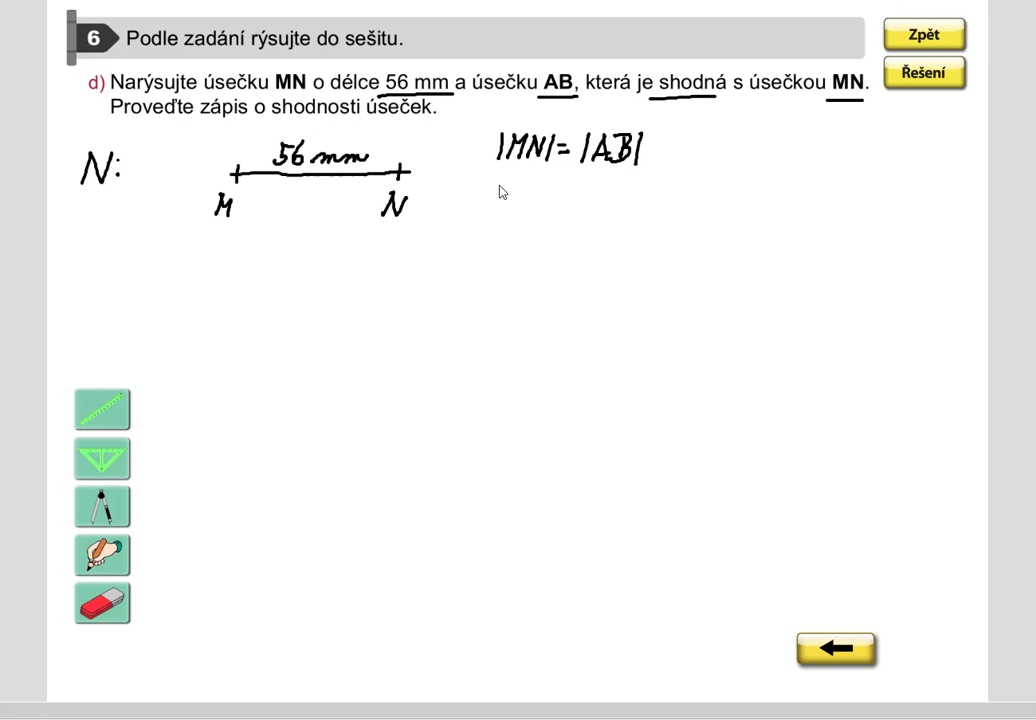 6 Podle zadání rýsujte do sešitu.
Zpět
Řešení
d) Narýsujte úsečku MN o délce 56 mm a úsečku AB, která je shodná s úsečkou MN.
Proveďte zápis o shodnosti úseček.
N:
56 mm
M N
|MN| = |AB|